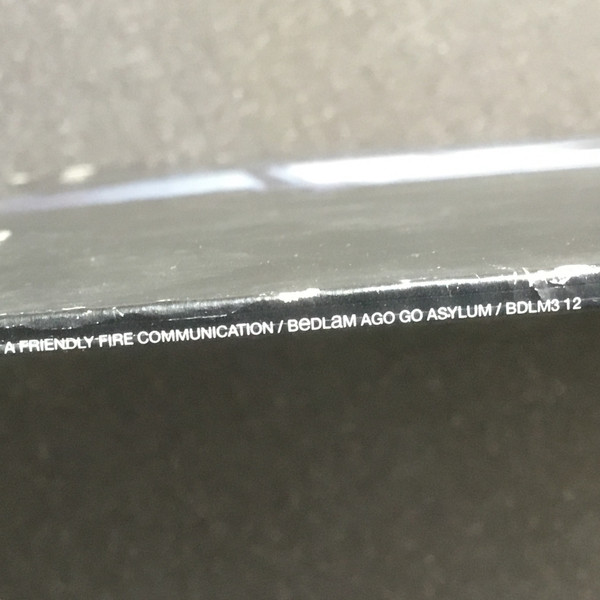 A FRIENDLY FIRE COMMUNICATION / BeDLaM AGO GO ASYLUM / BDLM3 12